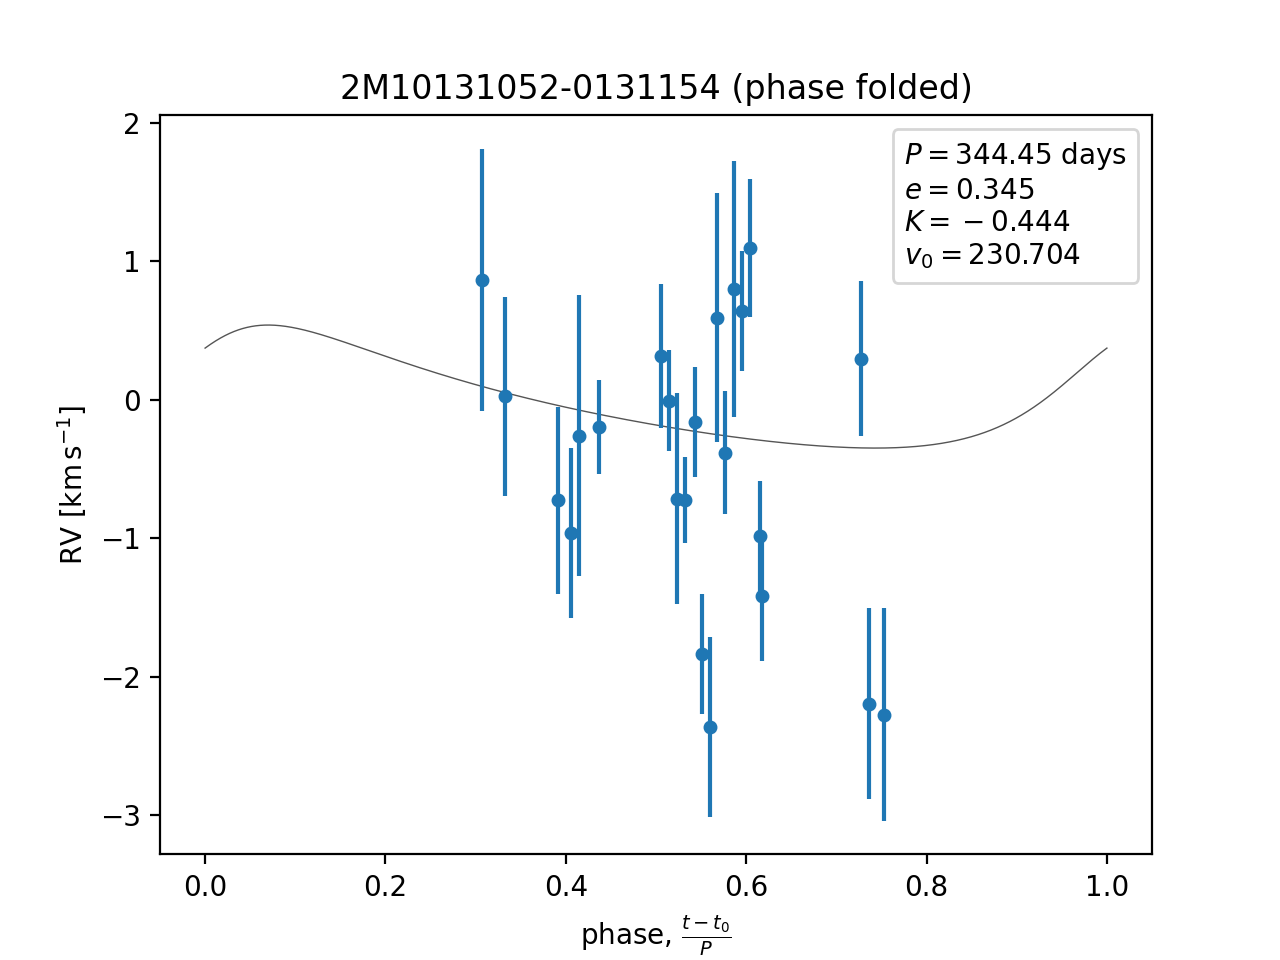 2M10131052-0131154 (phase folded)
P = 344.45 days
e = 0.345
K = −0.444
v₀ = 230.704
2
1
0
−1
−2
−3
RV [km s⁻¹]
0.0 0.2 0.4 0.6 0.8 1.0
phase, (t − t₀)/P